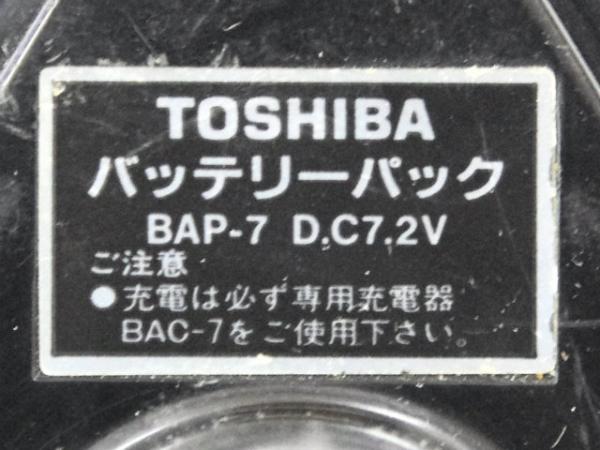 TOSHIBA
バッテリーパック
BAP-7 D.C7.2V
ご注意
●充電は必ず専用充電器
BAC-7をご使用下さい。